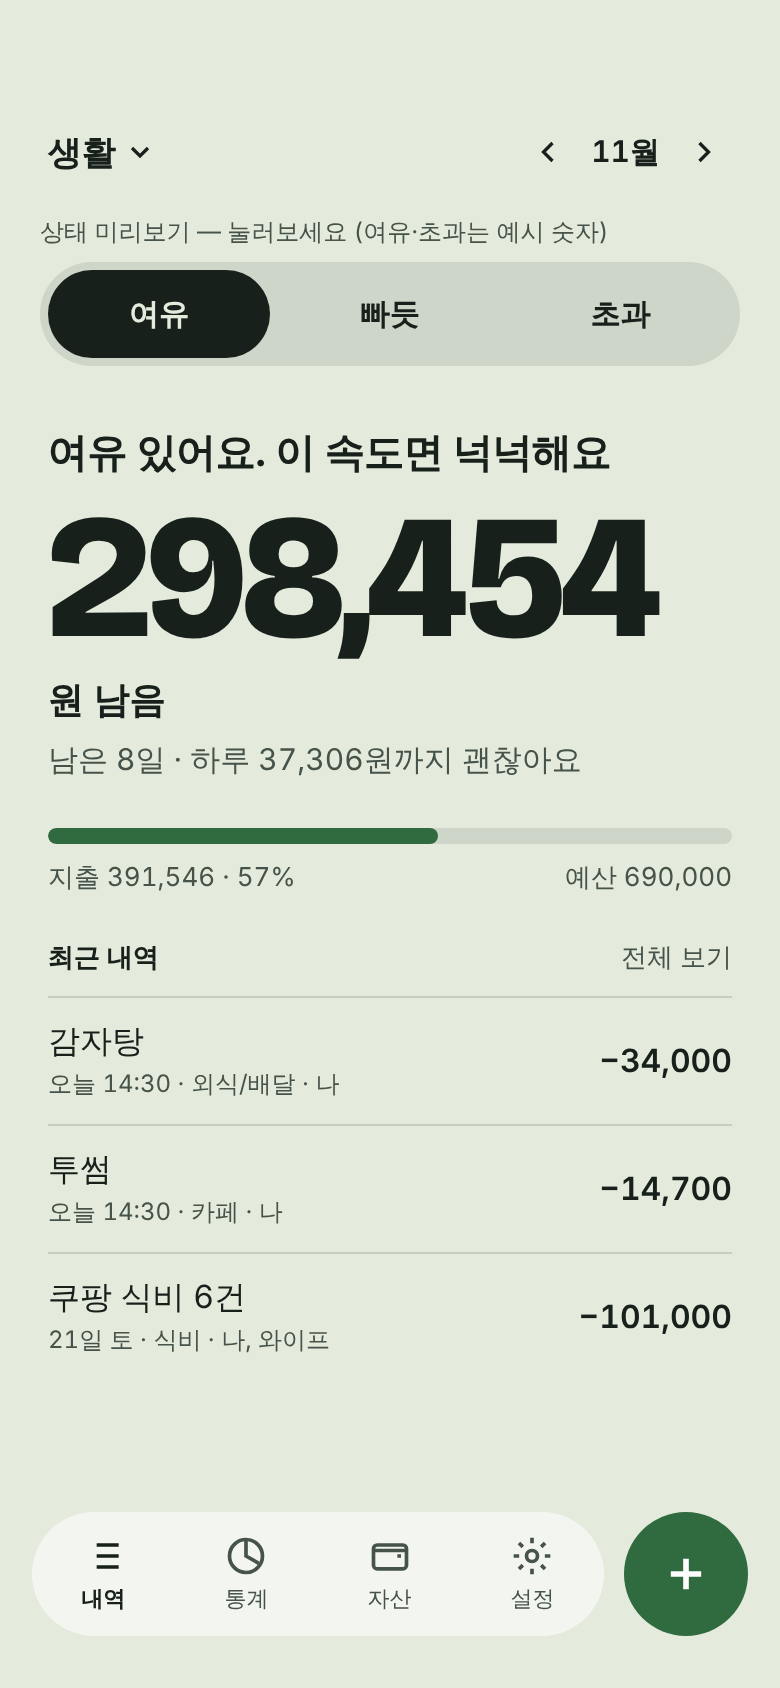 생활
11월
상태 미리보기 — 눌러보세요 (여유·초과는 예시 숫자)
여유 빠듯 초과
여유 있어요. 이 속도면 넉넉해요
298,454
원 남음
남은 8일 · 하루 37,306원까지 괜찮아요
지출 391,546 · 57% 예산 690,000
최근 내역 전체 보기
감자탕
오늘 14:30 · 외식/배달 · 나
−34,000
투썸
오늘 14:30 · 카페 · 나
−14,700
쿠팡 식비 6건
21일 토 · 식비 · 나, 와이프
−101,000
내역 통계 자산 설정